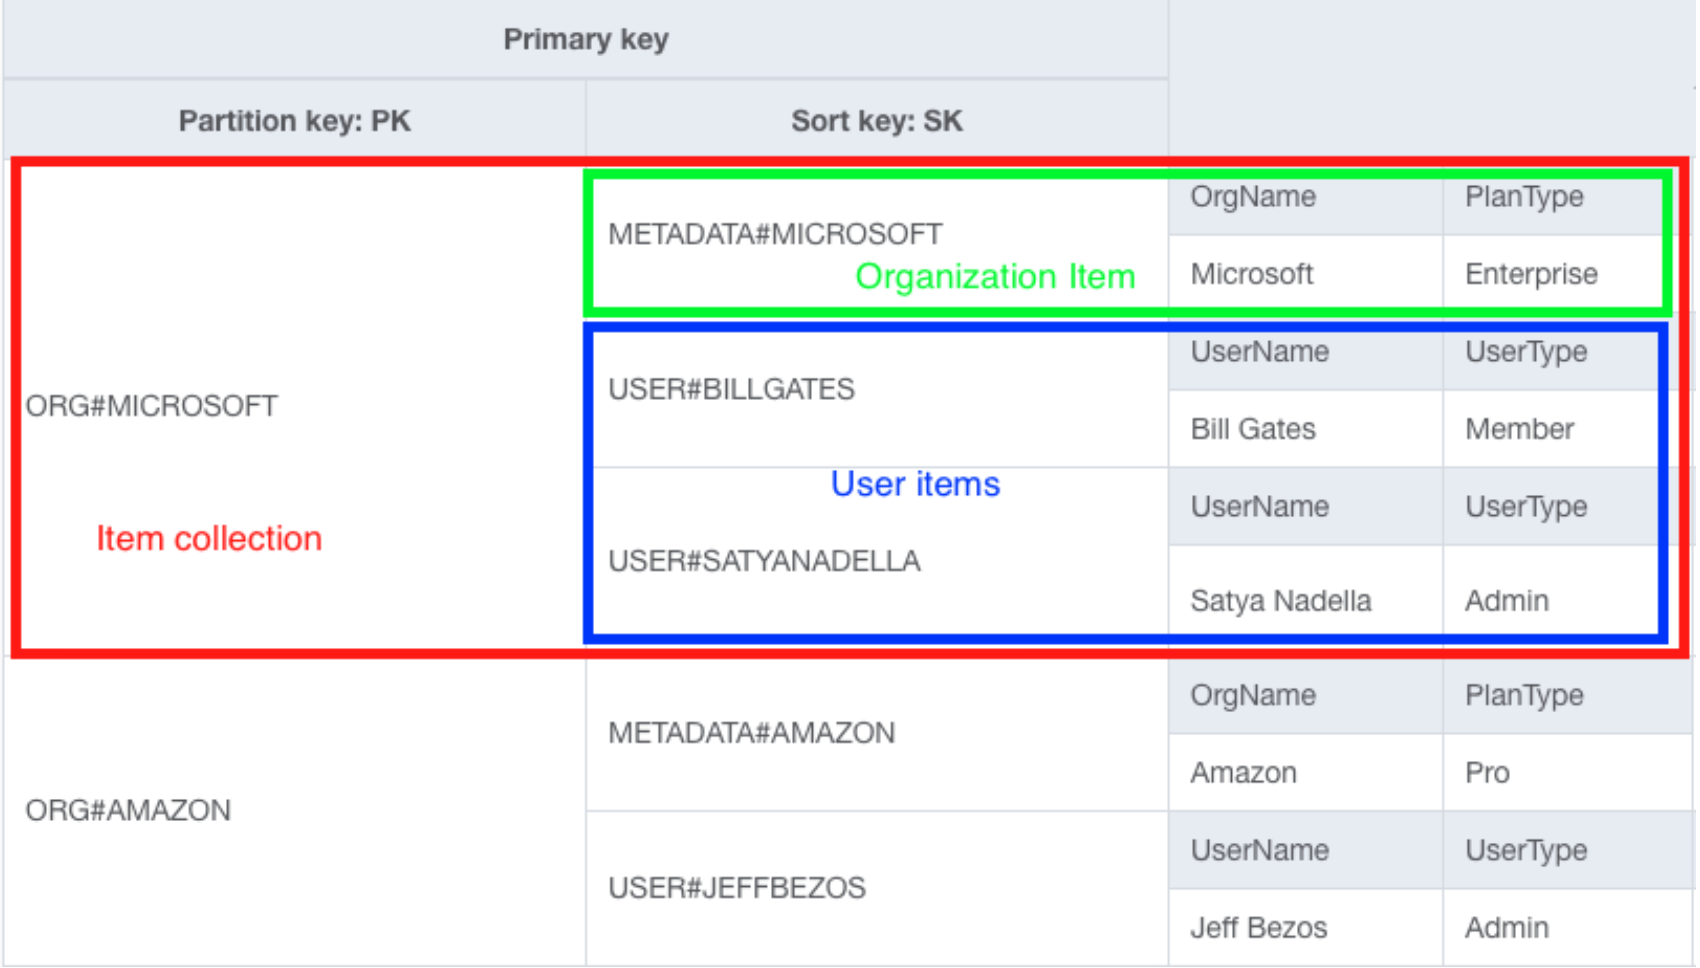 Primary key
Partition key: PK
Sort key: SK
OrgName
PlanType
METADATA#MICROSOFT
Organization Item
Microsoft
Enterprise
UserName
UserType
USER#BILLGATES
ORG#MICROSOFT
Bill Gates
Member
User items
UserName
UserType
Item collection
USER#SATYANADELLA
Satya Nadella
Admin
OrgName
PlanType
METADATA#AMAZON
Amazon
Pro
ORG#AMAZON
UserName
UserType
USER#JEFFBEZOS
Jeff Bezos
Admin